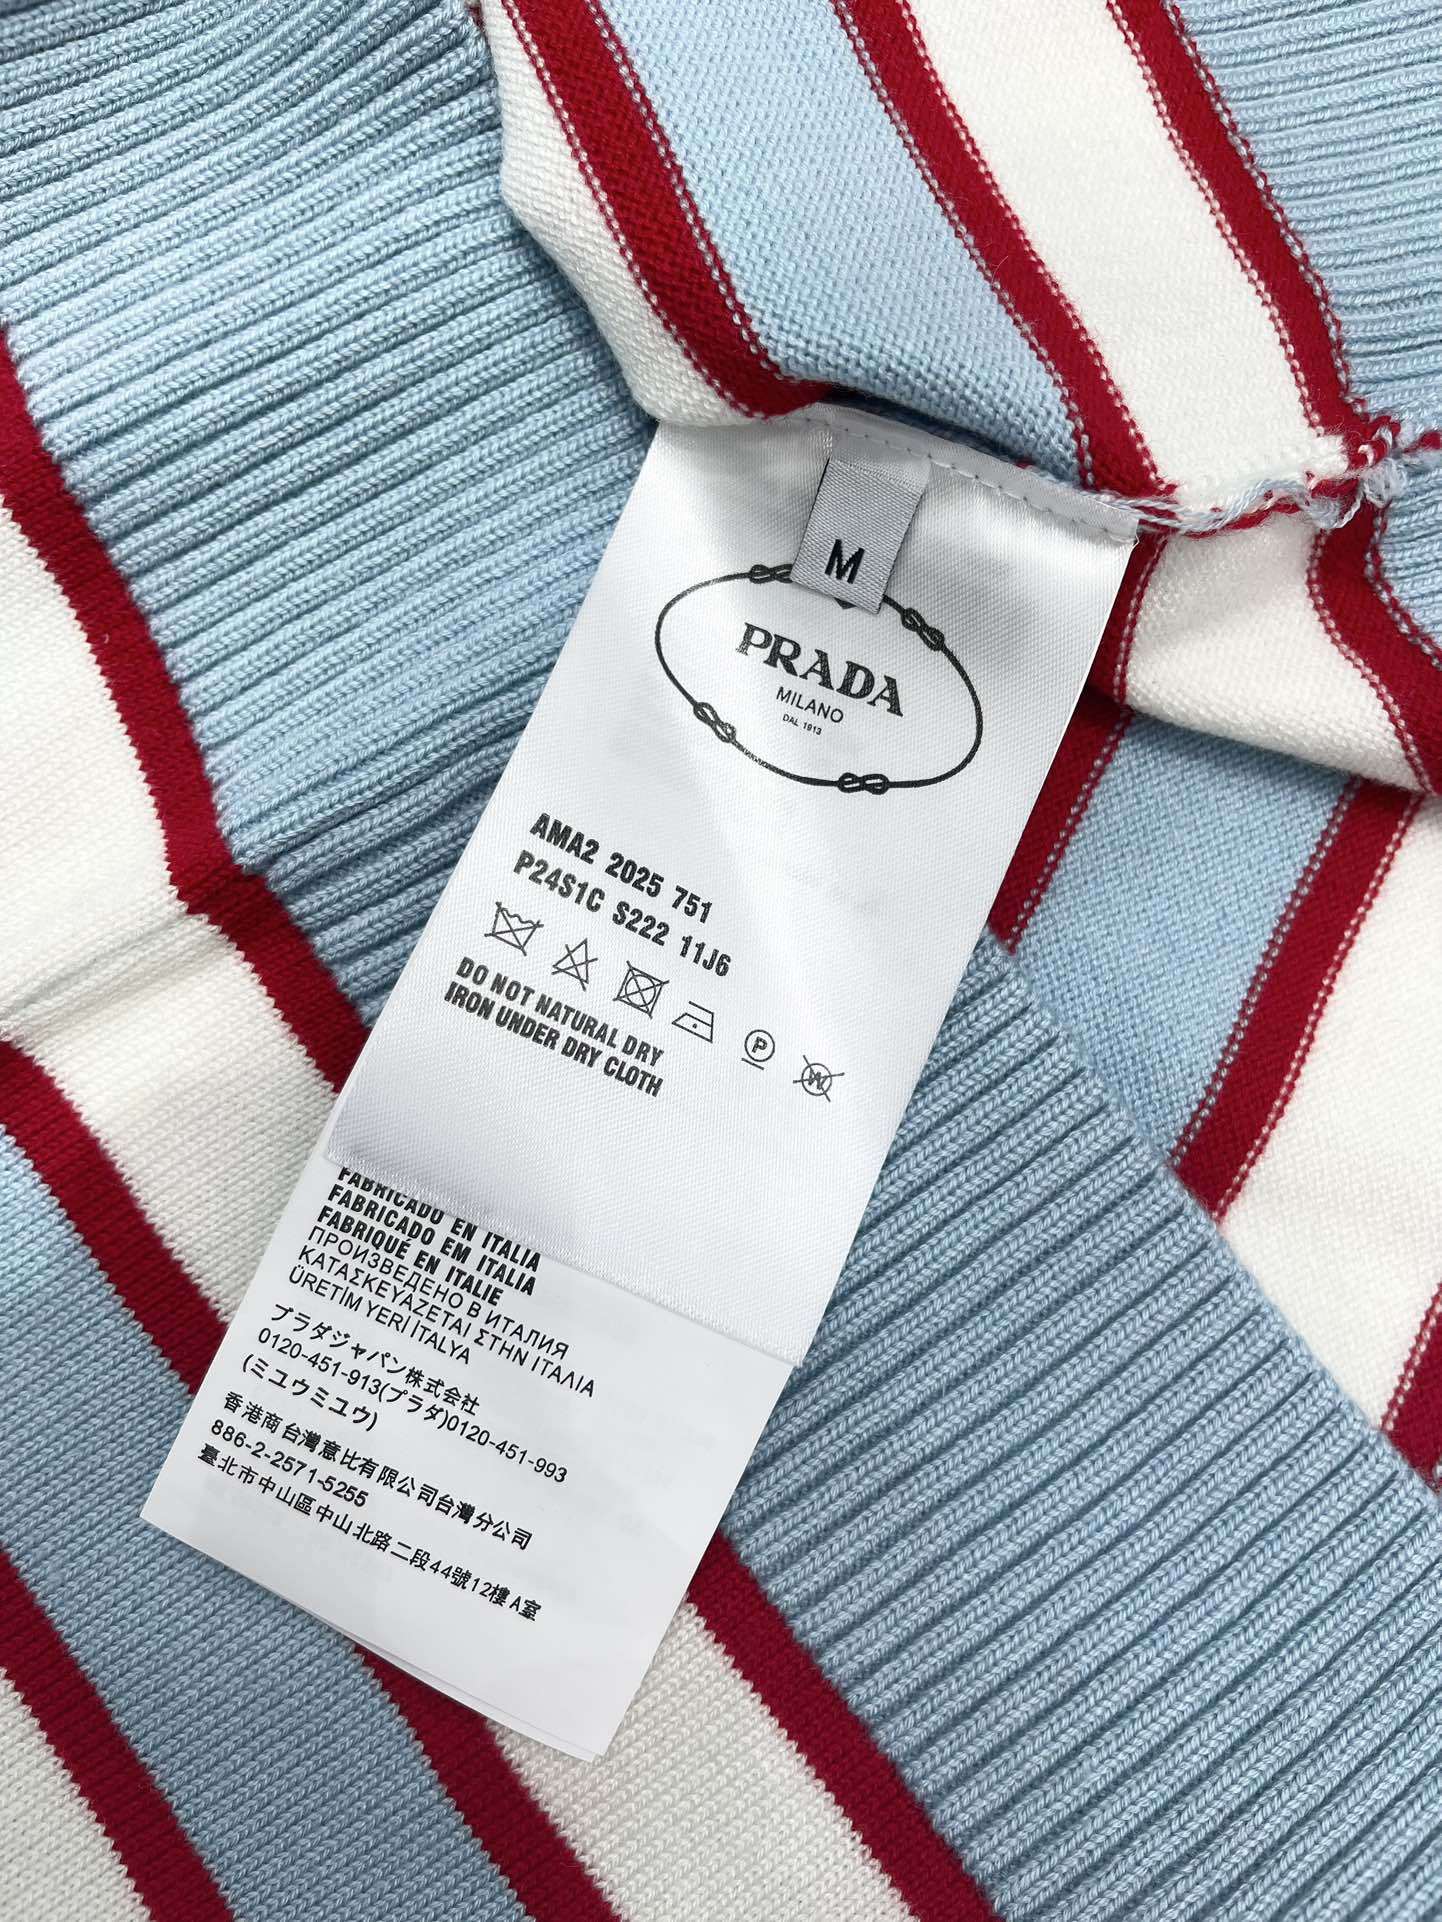 M
PRADA
MILANO
DAL 1913
AMA2 2025 751
P24S1C S222 11J6
P
W
DO NOT NATURAL DRY
IRON UNDER DRY CLOTH
FABRICADO EN ITALIA
FABRICADO EM ITALIA
FABRIQUÉ EN ITALIE
ПРОИЗВЕДЕНО В ИТАЛИЯ
ΚΑΤΑΣΚΕΥΆΖΕΤΑΙ ΣΤΗΝ ΙΤΑΛΙΑ
ÜRETİM YERİ İTALYA
プラダジャパン株式会社
0120-451-913(プラダ)0120-451-993
(ミユウミユウ)
香港商台灣意比有限公司台灣分公司
886-2-2571-5255
臺北市中山區中山北路二段44號12樓A室